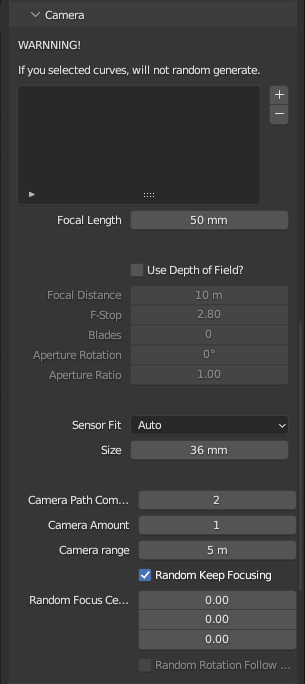 Camera
WARNNING!
If you selected curves, will not random generate.
Focal Length 50 mm
Use Depth of Field?
Focal Distance 10 m
F-Stop 2.80
Blades 0
Aperture Rotation 0°
Aperture Ratio 1.00
Sensor Fit Auto
Size 36 mm
Camera Path Com... 2
Camera Amount 1
Camera range 5 m
Random Keep Focusing
Random Focus Ce... 0.00
0.00
0.00
Random Rotation Follow ...